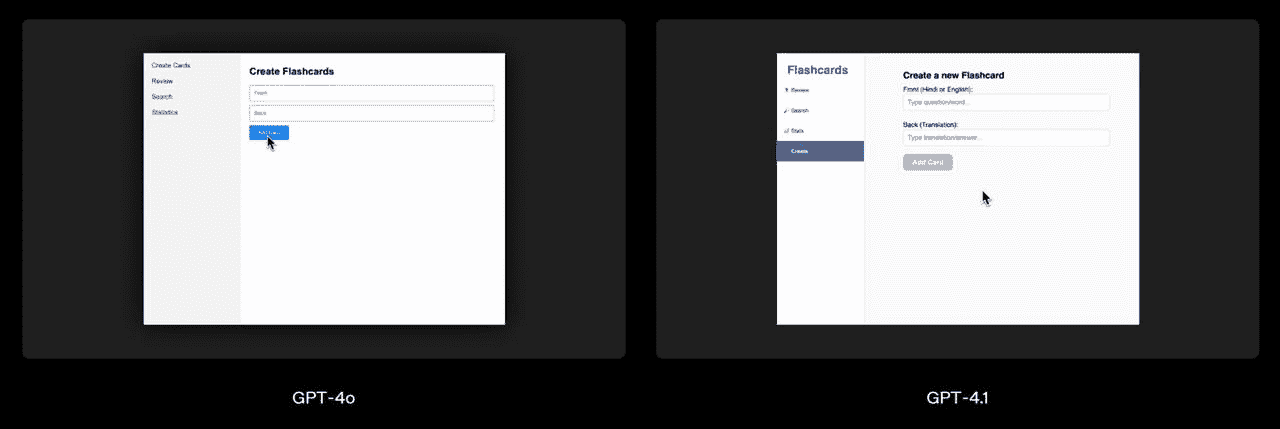 Create Cards
Review
Search
Statistics
Create Flashcards
Front
Back
Flashcards
Review
Search
Stats
Create
Create a new Flashcard
Front (Hindi or English):
Type question/word...
Back (Translation):
Type translation/answer...
Add Card
GPT-4o
GPT-4.1